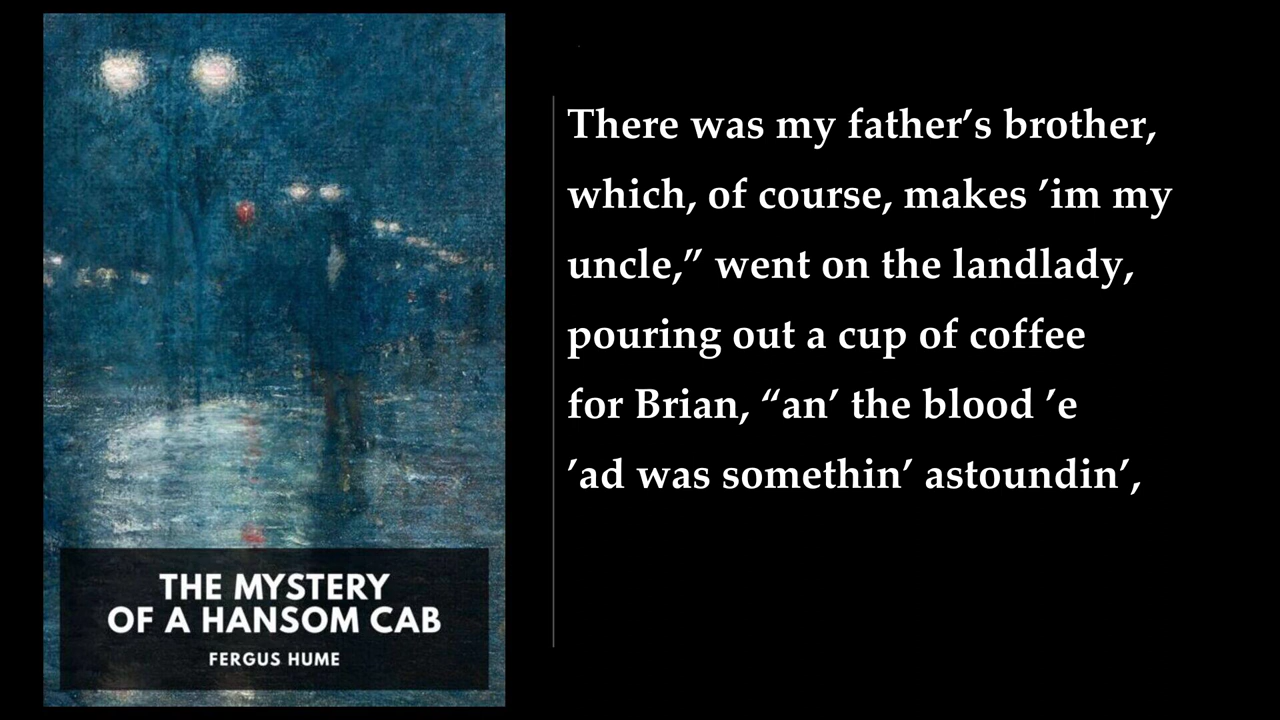 THE MYSTERY
OF A HANSOM CAB
FERGUS HUME
There was my father’s brother,
which, of course, makes ’im my
uncle,” went on the landlady,
pouring out a cup of coffee
for Brian, “an’ the blood ’e
’ad was somethin’ astoundin’,